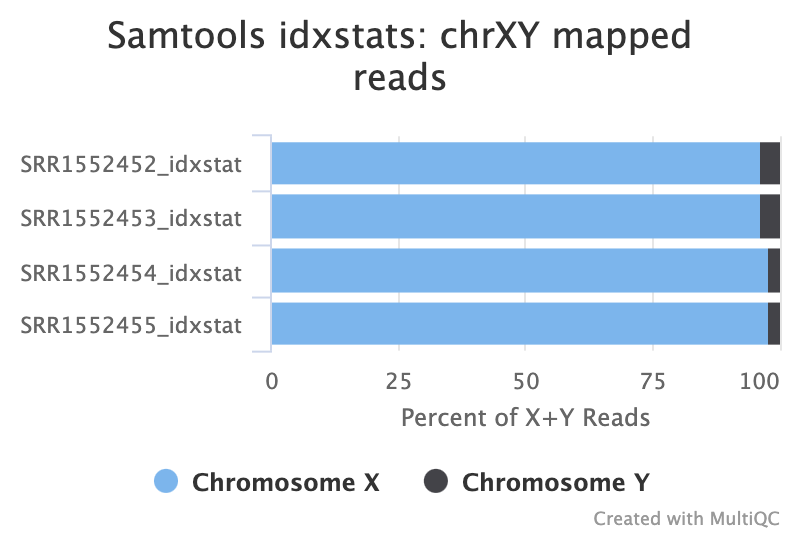 Samtools idxstats: chrXY mapped
reads
SRR1552452_idxstat
SRR1552453_idxstat
SRR1552454_idxstat
SRR1552455_idxstat
0 25 50 75 100
Percent of X+Y Reads
Chromosome X Chromosome Y
Created with MultiQC